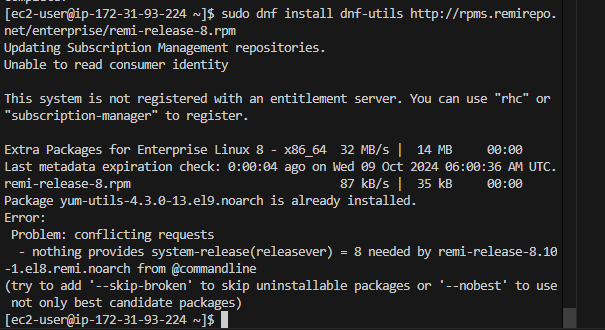 [ec2-user@ip-172-31-93-224 ~]$ sudo dnf install dnf-utils http://rpms.remirepo.
net/enterprise/remi-release-8.rpm
Updating Subscription Management repositories.
Unable to read consumer identity

This system is not registered with an entitlement server. You can use "rhc" or
"subscription-manager" to register.

Extra Packages for Enterprise Linux 8 - x86_64  32 MB/s |  14 MB     00:00
Last metadata expiration check: 0:00:04 ago on Wed 09 Oct 2024 06:00:36 AM UTC.
remi-release-8.rpm                              87 kB/s |  35 kB     00:00
Package yum-utils-4.3.0-13.el9.noarch is already installed.
Error:
 Problem: conflicting requests
  - nothing provides system-release(releasever) = 8 needed by remi-release-8.10
-1.el8.remi.noarch from @commandline
(try to add '--skip-broken' to skip uninstallable packages or '--nobest' to use
 not only best candidate packages)
[ec2-user@ip-172-31-93-224 ~]$